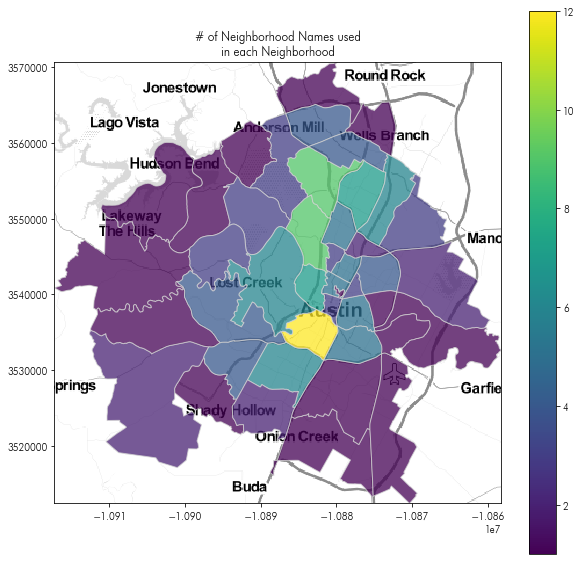 # of Neighborhood Names used
in each Neighborhood
12
3570000
Round Rock
Jonestown
Lago Vista
Anderson Mill
Wells Branch
10
3560000
Hudson Bend
3550000
Lakeway
The Hills
Mano
8
Lost Creek
3540000
Austin
6
3530000
prings
Garfie
4
Shady Hollow
3520000
Onion Creek
Buda
2
−1.091
−1.090
−1.089
−1.088
−1.087
−1.086
1e7